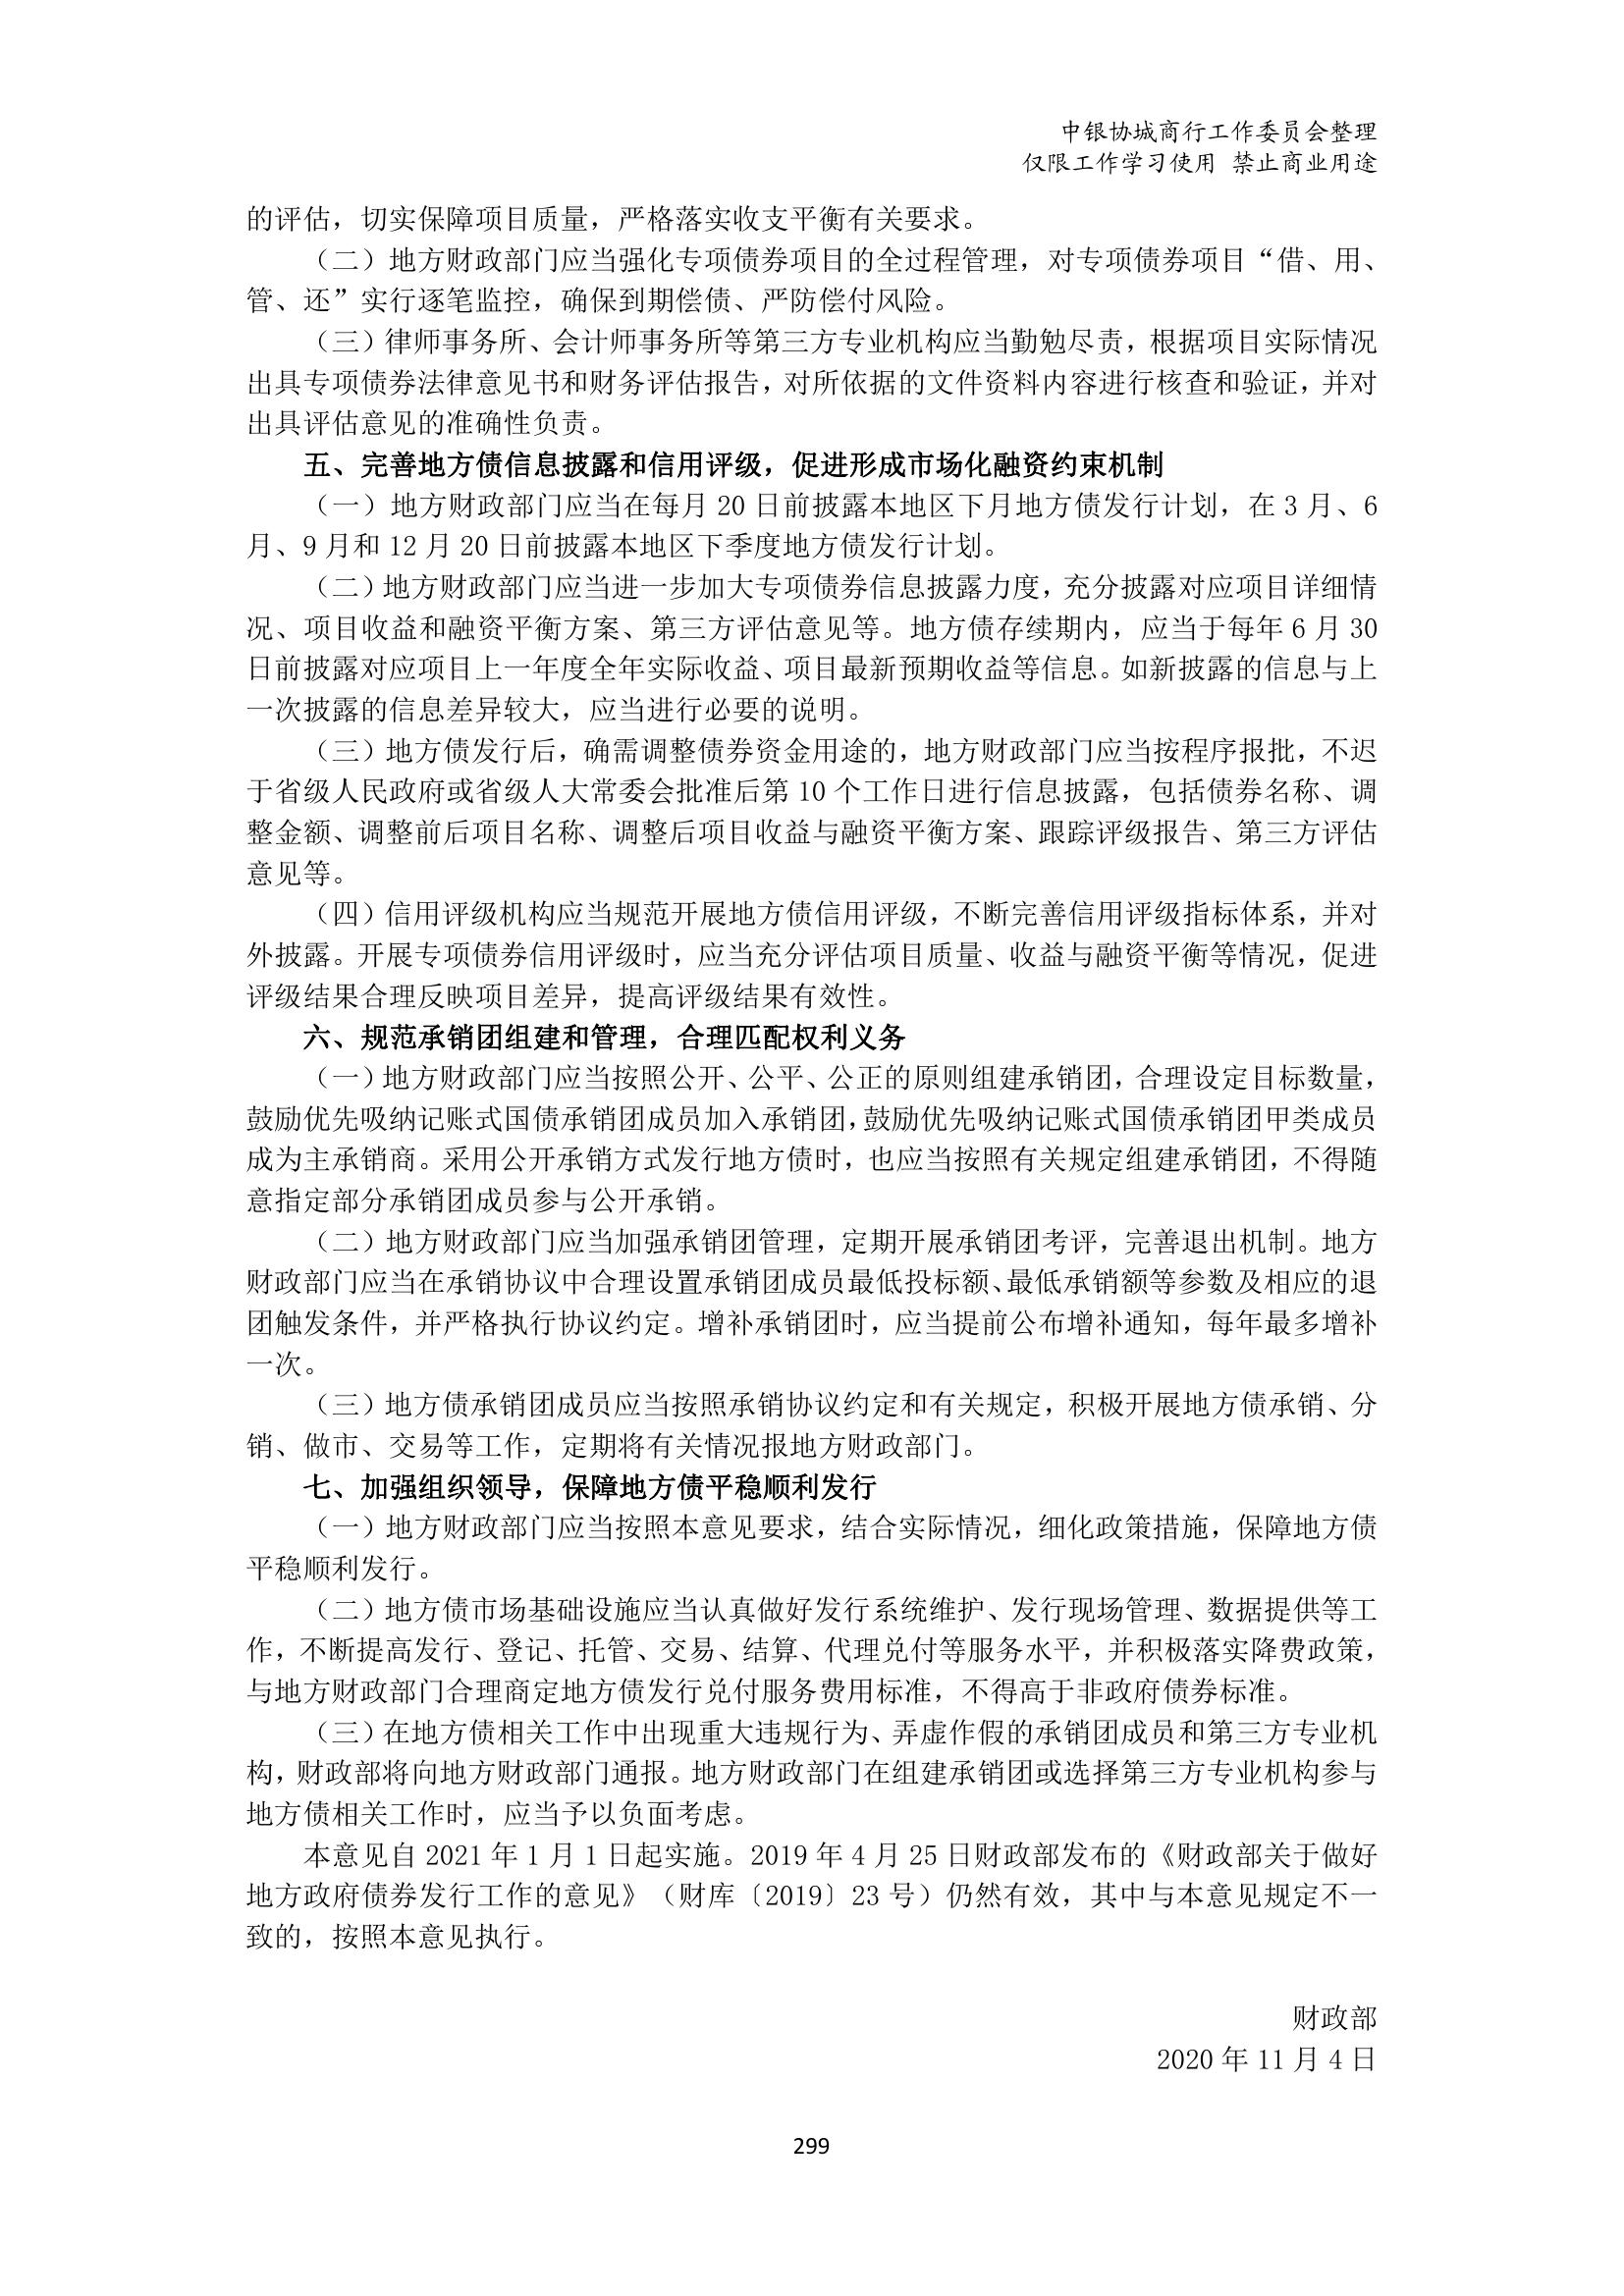 中银协城商行工作委员会整理
仅限工作学习使用 禁止商业用途
的评估，切实保障项目质量，严格落实收支平衡有关要求。
（二）地方财政部门应当强化专项债券项目的全过程管理，对专项债券项目“借、用、
管、还”实行逐笔监控，确保到期偿债、严防偿付风险。
（三）律师事务所、会计师事务所等第三方专业机构应当勤勉尽责，根据项目实际情况
出具专项债券法律意见书和财务评估报告，对所依据的文件资料内容进行核查和验证，并对
出具评估意见的准确性负责。
五、完善地方债信息披露和信用评级，促进形成市场化融资约束机制
（一）地方财政部门应当在每月 20 日前披露本地区下月地方债发行计划，在 3 月、6
月、9 月和 12 月 20 日前披露本地区下季度地方债发行计划。
（二）地方财政部门应当进一步加大专项债券信息披露力度，充分披露对应项目详细情
况、项目收益和融资平衡方案、第三方评估意见等。地方债存续期内，应当于每年 6 月 30
日前披露对应项目上一年度全年实际收益、项目最新预期收益等信息。如新披露的信息与上
一次披露的信息差异较大，应当进行必要的说明。
（三）地方债发行后，确需调整债券资金用途的，地方财政部门应当按程序报批，不迟
于省级人民政府或省级人大常委会批准后第 10 个工作日进行信息披露，包括债券名称、调
整金额、调整前后项目名称、调整后项目收益与融资平衡方案、跟踪评级报告、第三方评估
意见等。
（四）信用评级机构应当规范开展地方债信用评级，不断完善信用评级指标体系，并对
外披露。开展专项债券信用评级时，应当充分评估项目质量、收益与融资平衡等情况，促进
评级结果合理反映项目差异，提高评级结果有效性。
六、规范承销团组建和管理，合理匹配权利义务
（一）地方财政部门应当按照公开、公平、公正的原则组建承销团，合理设定目标数量，
鼓励优先吸纳记账式国债承销团成员加入承销团，鼓励优先吸纳记账式国债承销团甲类成员
成为主承销商。采用公开承销方式发行地方债时，也应当按照有关规定组建承销团，不得随
意指定部分承销团成员参与公开承销。
（二）地方财政部门应当加强承销团管理，定期开展承销团考评，完善退出机制。地方
财政部门应当在承销协议中合理设置承销团成员最低投标额、最低承销额等参数及相应的退
团触发条件，并严格执行协议约定。增补承销团时，应当提前公布增补通知，每年最多增补
一次。
（三）地方债承销团成员应当按照承销协议约定和有关规定，积极开展地方债承销、分
销、做市、交易等工作，定期将有关情况报地方财政部门。
七、加强组织领导，保障地方债平稳顺利发行
（一）地方财政部门应当按照本意见要求，结合实际情况，细化政策措施，保障地方债
平稳顺利发行。
（二）地方债市场基础设施应当认真做好发行系统维护、发行现场管理、数据提供等工
作，不断提高发行、登记、托管、交易、结算、代理兑付等服务水平，并积极落实降费政策，
与地方财政部门合理商定地方债发行兑付服务费用标准，不得高于非政府债券标准。
（三）在地方债相关工作中出现重大违规行为、弄虚作假的承销团成员和第三方专业机
构，财政部将向地方财政部门通报。地方财政部门在组建承销团或选择第三方专业机构参与
地方债相关工作时，应当予以负面考虑。
本意见自 2021 年 1 月 1 日起实施。2019 年 4 月 25 日财政部发布的《财政部关于做好
地方政府债券发行工作的意见》（财库〔2019〕23 号）仍然有效，其中与本意见规定不一
致的，按照本意见执行。
财政部
2020 年 11 月 4 日
299